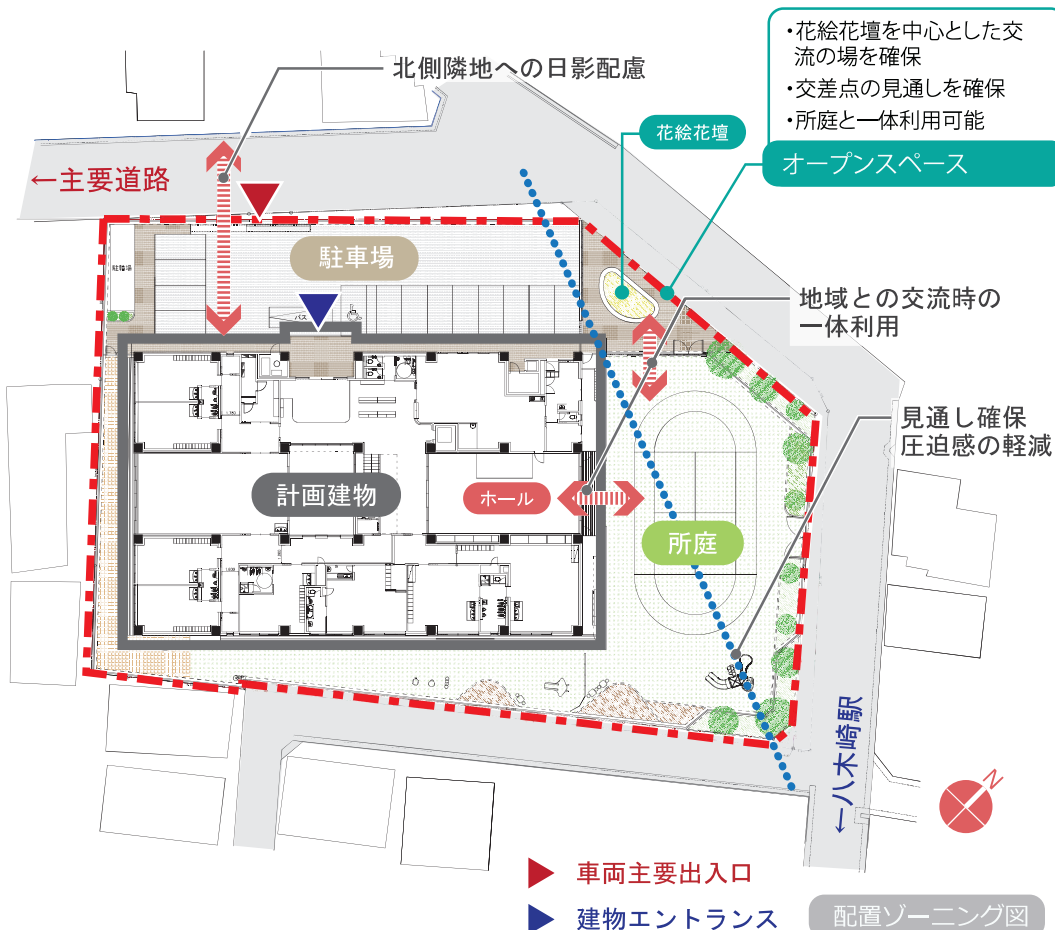 ・花絵花壇を中心とした交
流の場を確保
・交差点の見通しを確保
・所庭と一体利用可能
オープンスペース
北側隣地への日影配慮
花絵花壇
←主要道路
駐車場
駐輪場
バス
地域との交流時の
一体利用
見通し確保
圧迫感の軽減
計画建物
ホール
所庭
←八木崎駅
N
車両主要出入口
建物エントランス
配置ゾーニング図